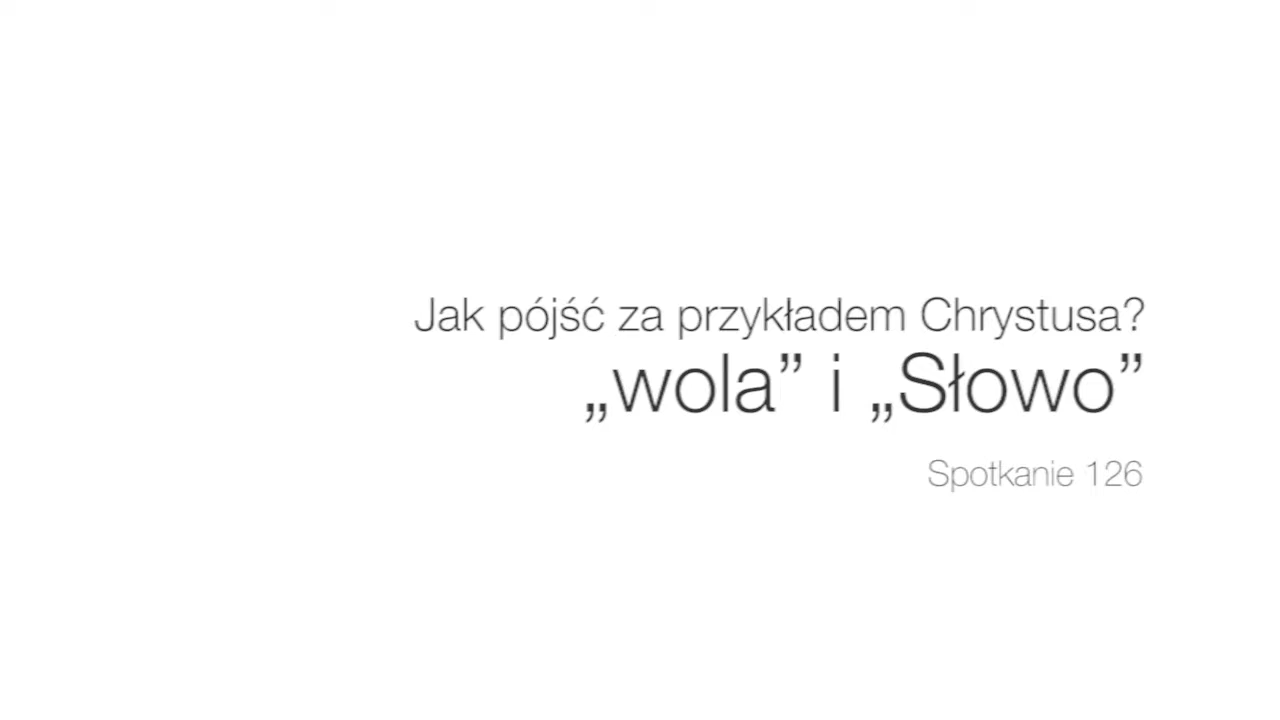 Jak pójść za przykładem Chrystusa?
„wola” i „Słowo”
Spotkanie 126